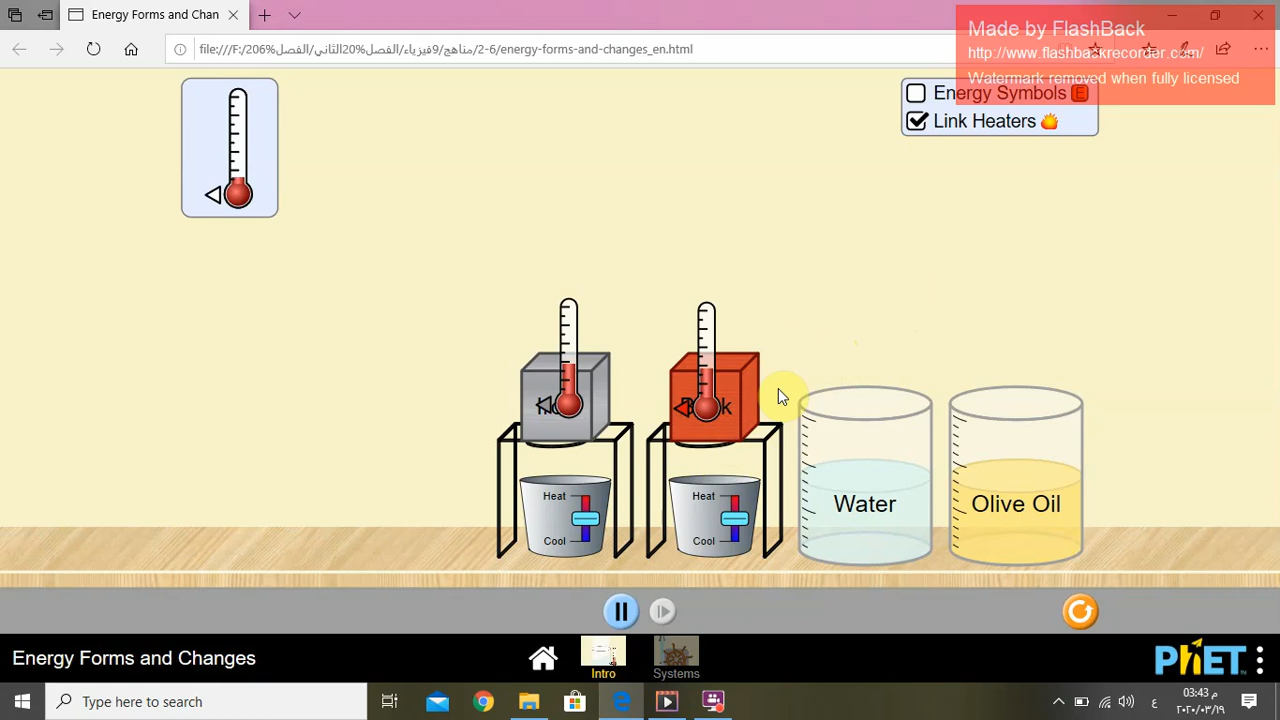 Energy Forms and Chan
Made by FlashBack
http://www.flashbackrecorder.com/
Watermark removed when fully licensed
file:///F:/مناهج/9فيزياء/الفصل%20الثاني/الفصل%206/2-6/energy-forms-and-changes_en.html
Energy Symbols E
Link Heaters
Heat
Cool
Heat
Cool
Water
Olive Oil
Energy Forms and Changes
Intro
Systems
PhET
Type here to search
ع
03:43 م
٢٠٢٠/٠٣/١٩